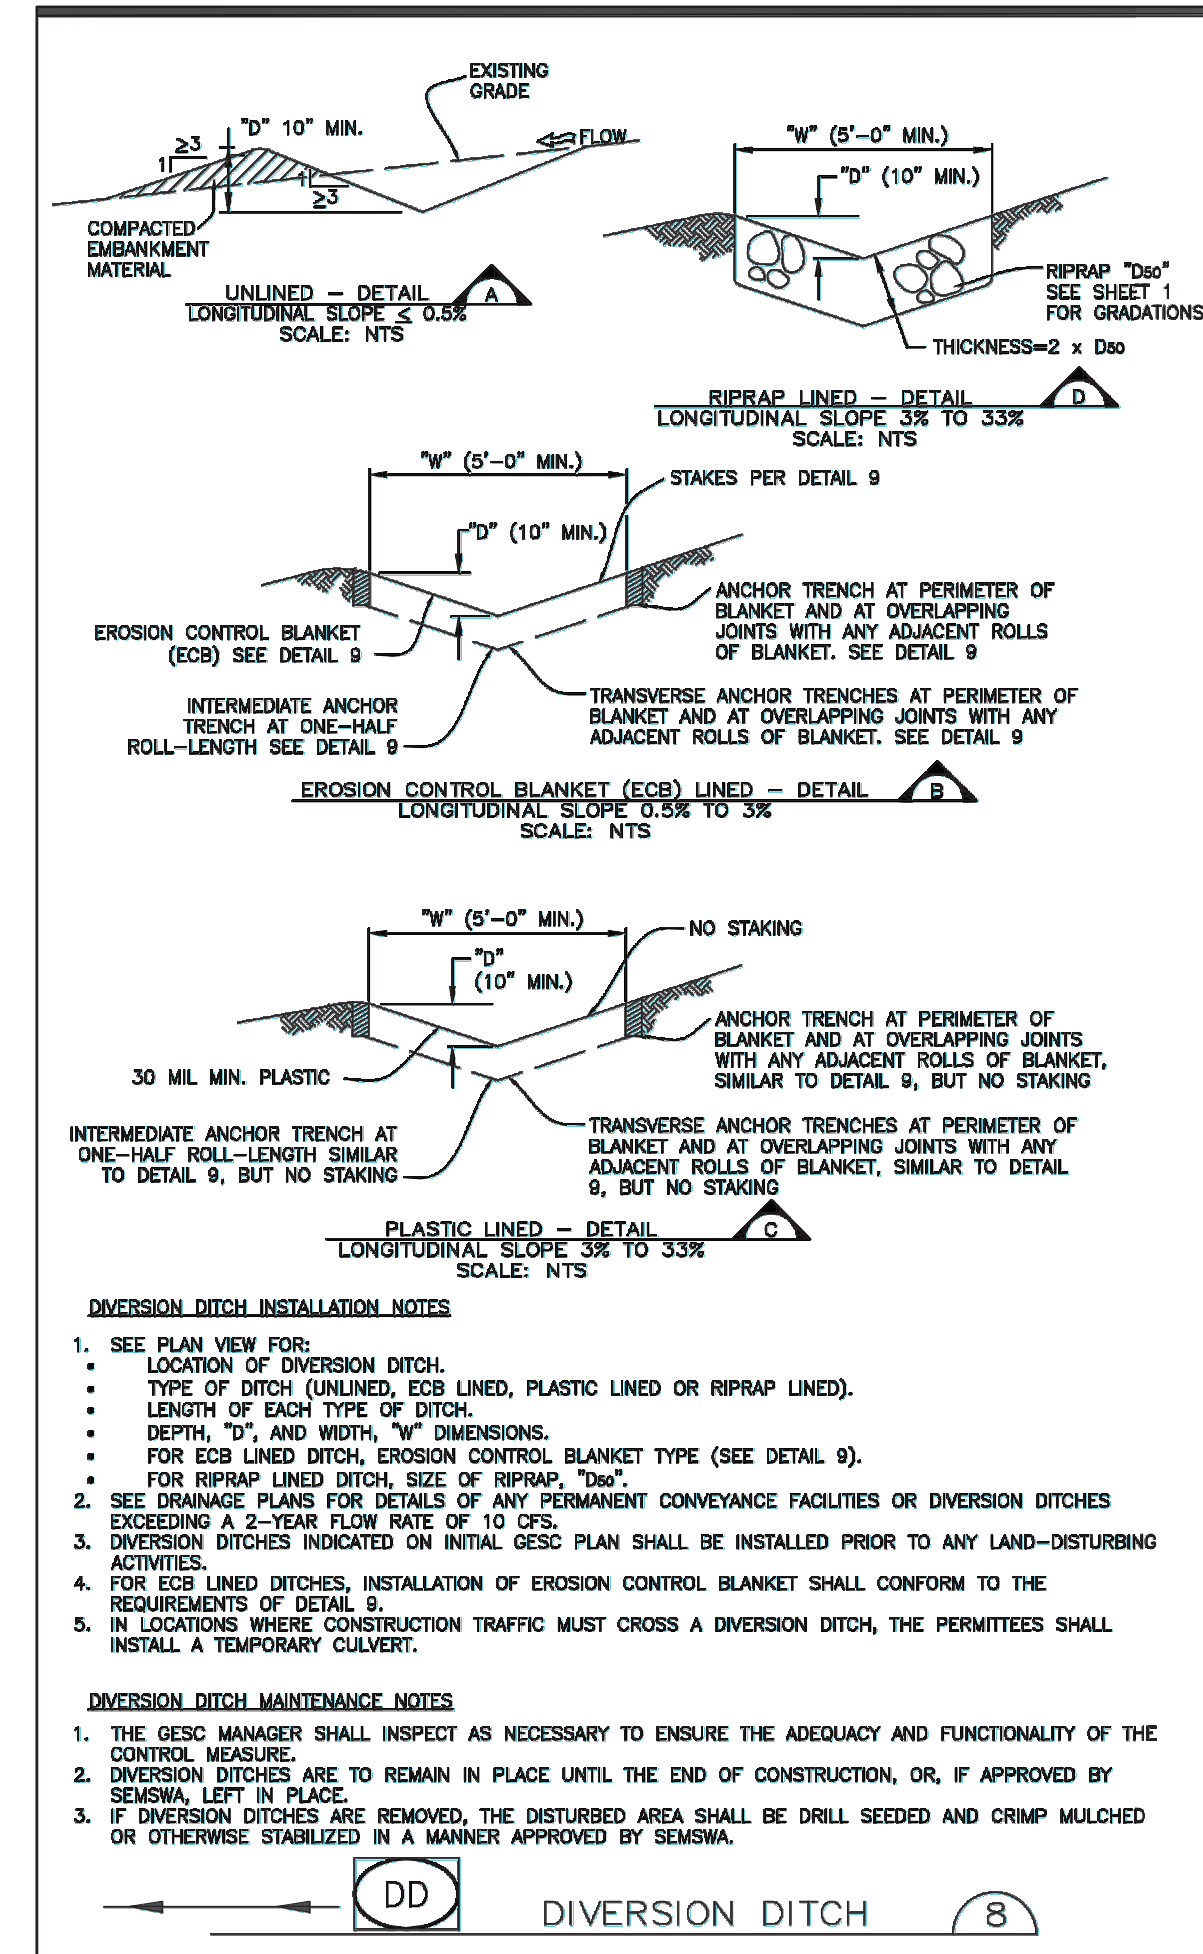 EXISTING
GRADE
"D" 10" MIN.
FLOW
≥3
1
1
≥3
COMPACTED
EMBANKMENT
MATERIAL
UNLINED – DETAIL
A
LONGITUDINAL SLOPE ≤ 0.5%
SCALE: NTS
"W" (5'–0" MIN.)
"D" (10" MIN.)
RIPRAP "D50"
SEE SHEET 1
FOR GRADATIONS
THICKNESS=2 x D50
RIPRAP LINED – DETAIL
D
LONGITUDINAL SLOPE 3% TO 33%
SCALE: NTS
"W" (5'–0" MIN.)
STAKES PER DETAIL 9
"D" (10" MIN.)
ANCHOR TRENCH AT PERIMETER OF
BLANKET AND AT OVERLAPPING
JOINTS WITH ANY ADJACENT ROLLS
OF BLANKET. SEE DETAIL 9
EROSION CONTROL BLANKET
(ECB) SEE DETAIL 9
INTERMEDIATE ANCHOR
TRENCH AT ONE–HALF
ROLL–LENGTH SEE DETAIL 9
TRANSVERSE ANCHOR TRENCHES AT PERIMETER OF
BLANKET AND AT OVERLAPPING JOINTS WITH ANY
ADJACENT ROLLS OF BLANKET. SEE DETAIL 9
EROSION CONTROL BLANKET (ECB) LINED – DETAIL
B
LONGITUDINAL SLOPE 0.5% TO 3%
SCALE: NTS
"W" (5'–0" MIN.)
NO STAKING
"D"
(10" MIN.)
ANCHOR TRENCH AT PERIMETER OF
BLANKET AND AT OVERLAPPING JOINTS
WITH ANY ADJACENT ROLLS OF BLANKET,
SIMILAR TO DETAIL 9, BUT NO STAKING
30 MIL MIN. PLASTIC
INTERMEDIATE ANCHOR TRENCH AT
ONE–HALF ROLL–LENGTH SIMILAR
TO DETAIL 9, BUT NO STAKING
TRANSVERSE ANCHOR TRENCHES AT PERIMETER OF
BLANKET AND AT OVERLAPPING JOINTS WITH ANY
ADJACENT ROLLS OF BLANKET, SIMILAR TO DETAIL
9, BUT NO STAKING
PLASTIC LINED – DETAIL
C
LONGITUDINAL SLOPE 3% TO 33%
SCALE: NTS
DIVERSION DITCH INSTALLATION NOTES
1. SEE PLAN VIEW FOR:
• LOCATION OF DIVERSION DITCH.
• TYPE OF DITCH (UNLINED, ECB LINED, PLASTIC LINED OR RIPRAP LINED).
• LENGTH OF EACH TYPE OF DITCH.
• DEPTH, "D", AND WIDTH, "W" DIMENSIONS.
• FOR ECB LINED DITCH, EROSION CONTROL BLANKET TYPE (SEE DETAIL 9).
• FOR RIPRAP LINED DITCH, SIZE OF RIPRAP, "D50".
2. SEE DRAINAGE PLANS FOR DETAILS OF ANY PERMANENT CONVEYANCE FACILITIES OR DIVERSION DITCHES
EXCEEDING A 2–YEAR FLOW RATE OF 10 CFS.
3. DIVERSION DITCHES INDICATED ON INITIAL GESC PLAN SHALL BE INSTALLED PRIOR TO ANY LAND–DISTURBING
ACTIVITIES.
4. FOR ECB LINED DITCHES, INSTALLATION OF EROSION CONTROL BLANKET SHALL CONFORM TO THE
REQUIREMENTS OF DETAIL 9.
5. IN LOCATIONS WHERE CONSTRUCTION TRAFFIC MUST CROSS A DIVERSION DITCH, THE PERMITTEES SHALL
INSTALL A TEMPORARY CULVERT.
DIVERSION DITCH MAINTENANCE NOTES
1. THE GESC MANAGER SHALL INSPECT AS NECESSARY TO ENSURE THE ADEQUACY AND FUNCTIONALITY OF THE
CONTROL MEASURE.
2. DIVERSION DITCHES ARE TO REMAIN IN PLACE UNTIL THE END OF CONSTRUCTION, OR, IF APPROVED BY
SEMSWA, LEFT IN PLACE.
3. IF DIVERSION DITCHES ARE REMOVED, THE DISTURBED AREA SHALL BE DRILL SEEDED AND CRIMP MULCHED
OR OTHERWISE STABILIZED IN A MANNER APPROVED BY SEMSWA.
DD
DIVERSION DITCH
8